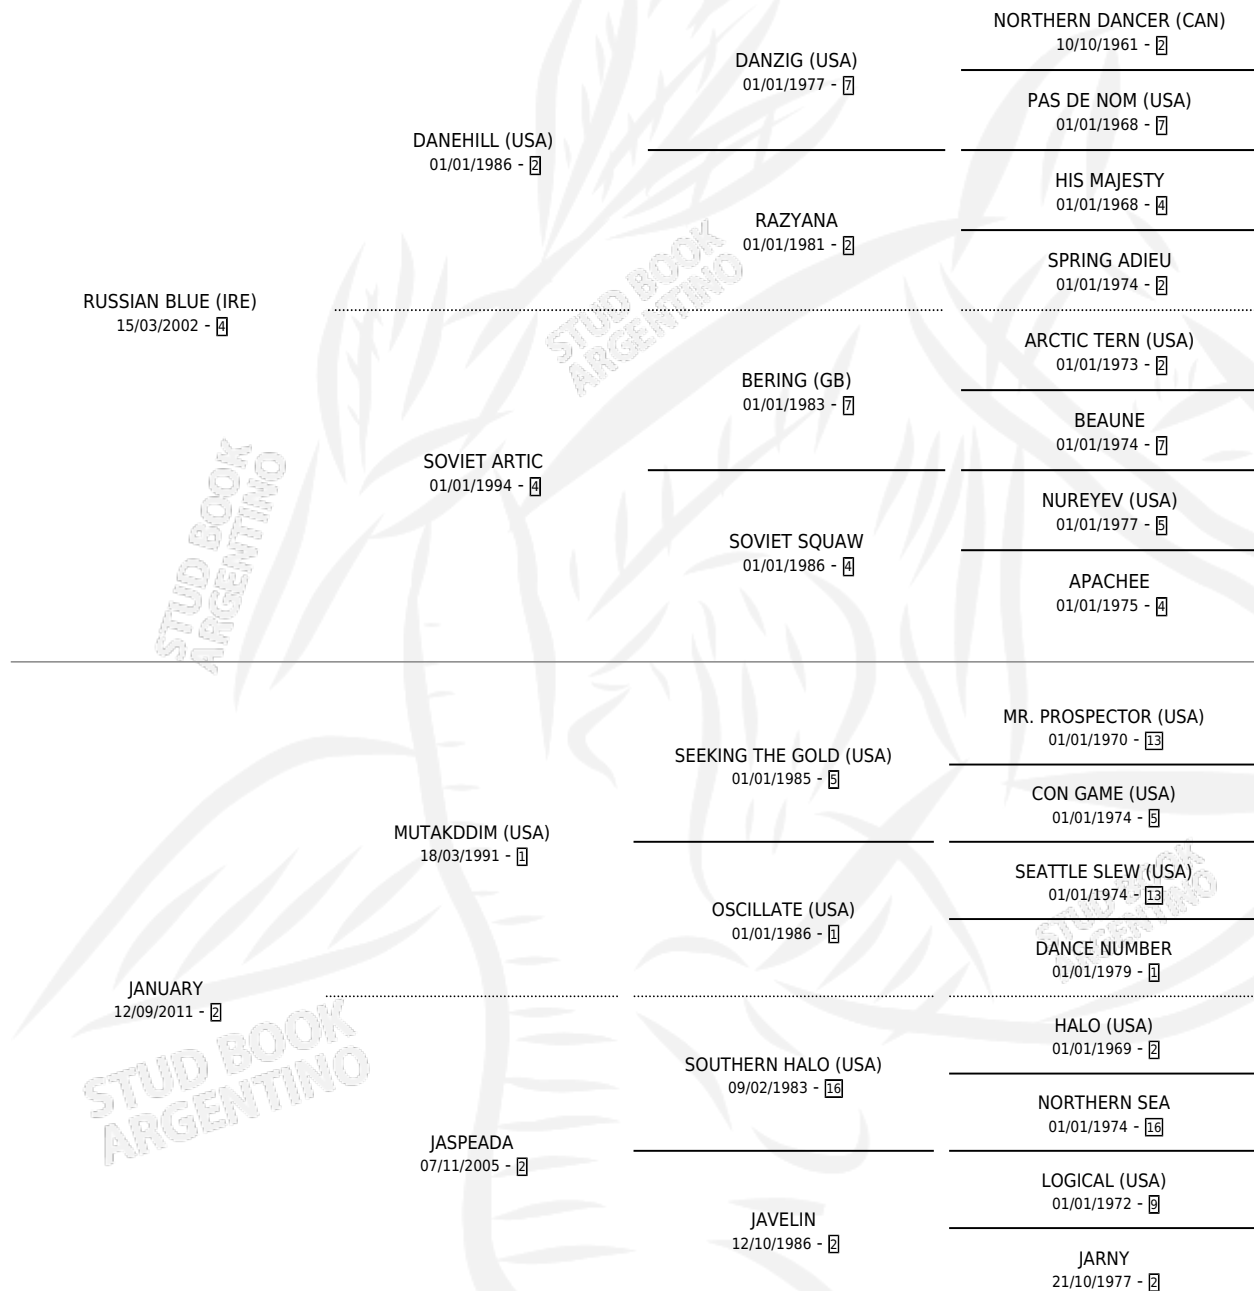 NORTHERN DANCER (CAN)
10/10/1961 - 2
DANZIG (USA)
01/01/1977 - 7
PAS DE NOM (USA)
01/01/1968 - 7
DANEHILL (USA)
01/01/1986 - 2
HIS MAJESTY
01/01/1968 - 4
RAZYANA
01/01/1981 - 2
SPRING ADIEU
01/01/1974 - 2
STUD BOOK
ARGENTINO
RUSSIAN BLUE (IRE)
15/03/2002 - 4
ARCTIC TERN (USA)
01/01/1973 - 2
BERING (GB)
01/01/1983 - 7
BEAUNE
01/01/1974 - 7
SOVIET ARTIC
01/01/1994 - 4
NUREYEV (USA)
01/01/1977 - 5
SOVIET SQUAW
01/01/1986 - 4
APACHEE
01/01/1975 - 4
STUD BOOK
ARGENTINO
MR. PROSPECTOR (USA)
01/01/1970 - 13
SEEKING THE GOLD (USA)
01/01/1985 - 5
CON GAME (USA)
01/01/1974 - 5
MUTAKDDIM (USA)
18/03/1991 - 1
SEATTLE SLEW (USA)
01/01/1974 - 13
OSCILLATE (USA)
01/01/1986 - 1
STUD BOOK
ARGENTINO
DANCE NUMBER
01/01/1979 - 1
JANUARY
12/09/2011 - 2
HALO (USA)
01/01/1969 - 2
SOUTHERN HALO (USA)
09/02/1983 - 16
NORTHERN SEA
01/01/1974 - 16
STUD BOOK
ARGENTINO
JASPEADA
07/11/2005 - 2
LOGICAL (USA)
01/01/1972 - 9
JAVELIN
12/10/1986 - 2
JARNY
21/10/1977 - 2